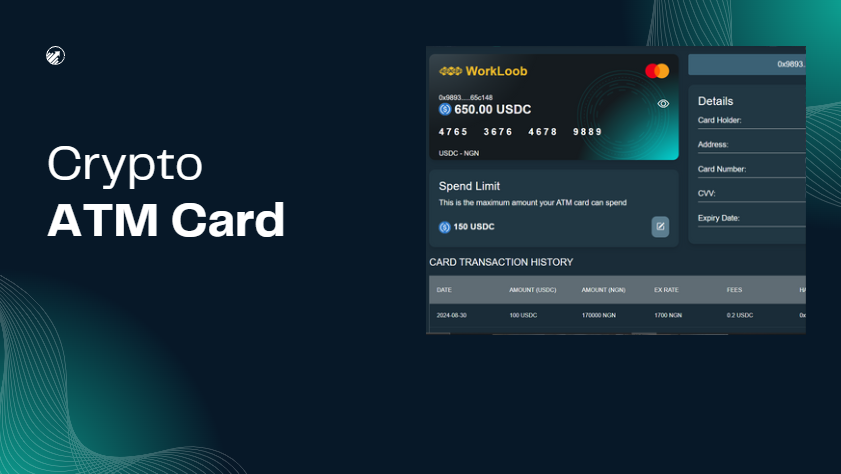 Crypto
ATM Card
WorkLoob
0x9893.....65c148
650.00 USDC
4765 3676 4678 9889
USDC - NGN
Spend Limit
This is the maximum amount your ATM card can spend
150 USDC
0x9893.
Details
Card Holder:
Address:
Card Number:
CVV:
Expiry Date:
CARD TRANSACTION HISTORY
DATE AMOUNT (USDC) AMOUNT (NGN) EX RATE FEES HA
2024-08-30 100 USDC 170000 NGN 1700 NGN 0.2 USDC 0x